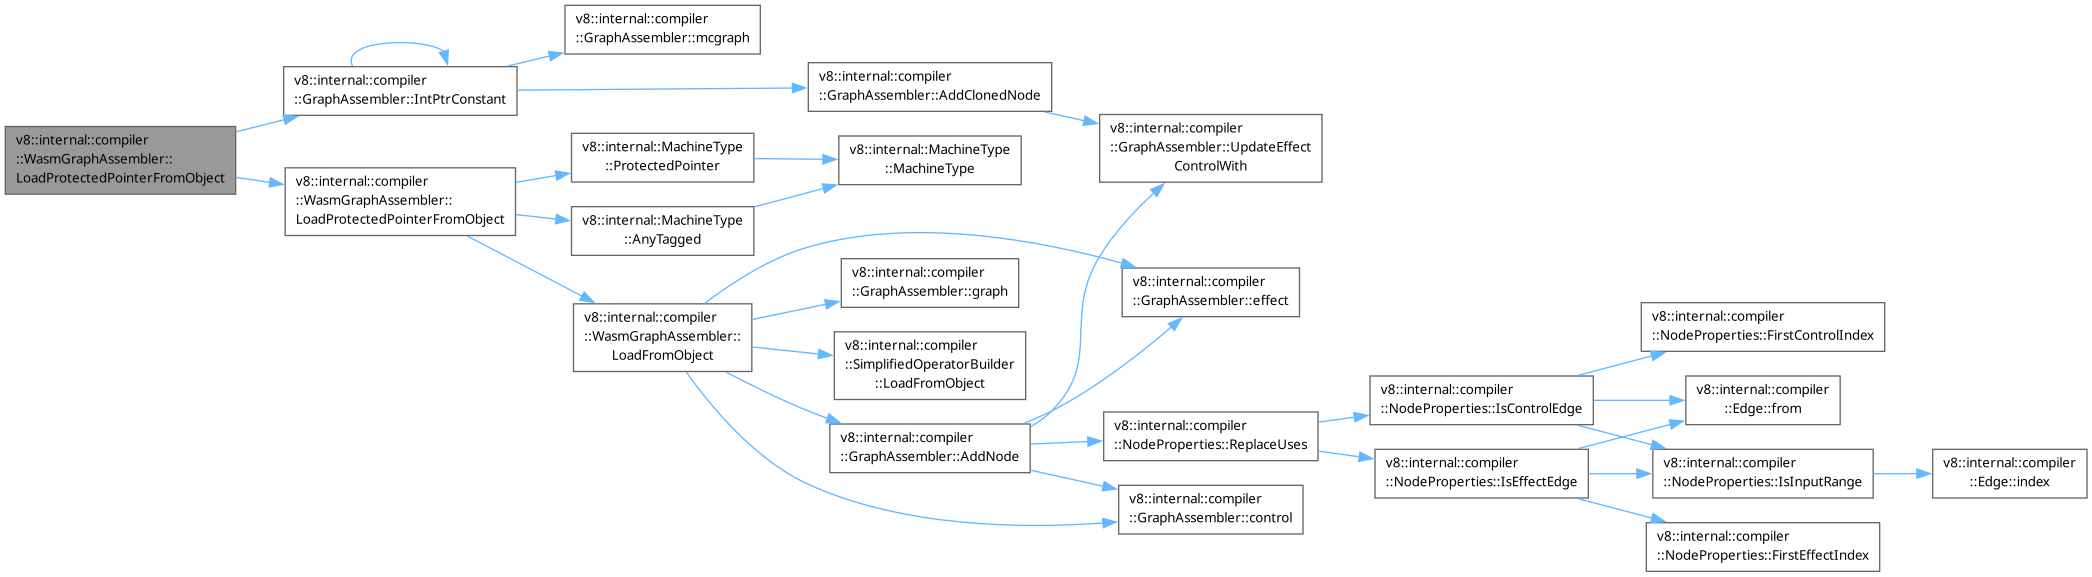 v8::internal::compiler
::WasmGraphAssembler::
LoadProtectedPointerFromObject
v8::internal::compiler
::GraphAssembler::IntPtrConstant
v8::internal::compiler
::GraphAssembler::mcgraph
v8::internal::compiler
::GraphAssembler::AddClonedNode
v8::internal::compiler
::GraphAssembler::UpdateEffect
ControlWith
v8::internal::compiler
::WasmGraphAssembler::
LoadProtectedPointerFromObject
v8::internal::MachineType
::ProtectedPointer
v8::internal::MachineType
::MachineType
v8::internal::MachineType
::AnyTagged
v8::internal::compiler
::WasmGraphAssembler::
LoadFromObject
v8::internal::compiler
::GraphAssembler::graph
v8::internal::compiler
::GraphAssembler::effect
v8::internal::compiler
::SimplifiedOperatorBuilder
::LoadFromObject
v8::internal::compiler
::GraphAssembler::AddNode
v8::internal::compiler
::NodeProperties::ReplaceUses
v8::internal::compiler
::GraphAssembler::control
v8::internal::compiler
::NodeProperties::IsControlEdge
v8::internal::compiler
::NodeProperties::IsEffectEdge
v8::internal::compiler
::NodeProperties::FirstControlIndex
v8::internal::compiler
::Edge::from
v8::internal::compiler
::NodeProperties::IsInputRange
v8::internal::compiler
::Edge::index
v8::internal::compiler
::NodeProperties::FirstEffectIndex